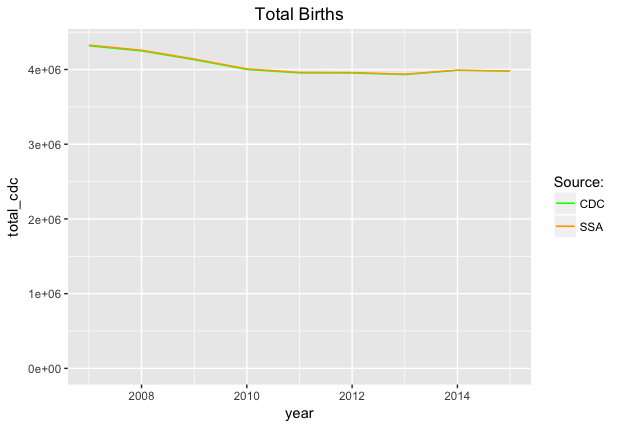 Total Births
total_cdc
4e+06
3e+06
2e+06
1e+06
0e+00
2008
2010
2012
2014
year
Source:
CDC
SSA